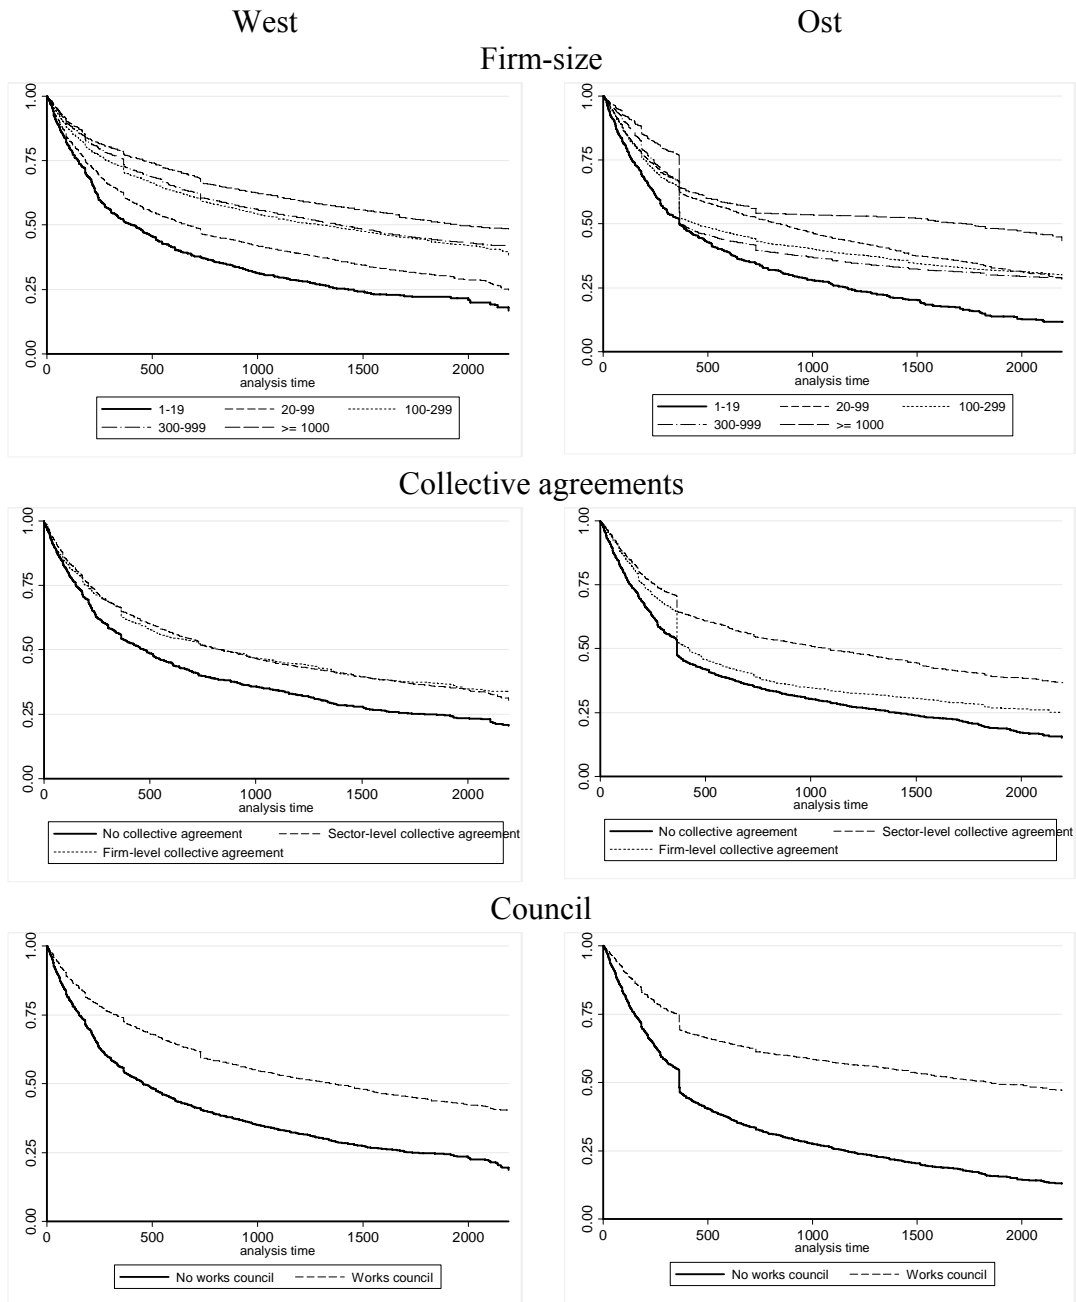 West Ost
Firm-size
1.00
0.75
0.50
0.25
0.00
0 500 1000 1500 2000
analysis time
1-19 20-99 100-299
300-999 >= 1000
1.00
0.75
0.50
0.25
0.00
0 500 1000 1500 2000
analysis time
1-19 20-99 100-299
300-999 >= 1000
Collective agreements
1.00
0.75
0.50
0.25
0.00
0 500 1000 1500 2000
analysis time
No collective agreement Sector-level collective agreement
Firm-level collective agreement
1.00
0.75
0.50
0.25
0.00
0 500 1000 1500 2000
analysis time
No collective agreement Sector-level collective agreement
Firm-level collective agreement
Council
1.00
0.75
0.50
0.25
0.00
0 500 1000 1500 2000
analysis time
No works council Works council
1.00
0.75
0.50
0.25
0.00
0 500 1000 1500 2000
analysis time
No works council Works council